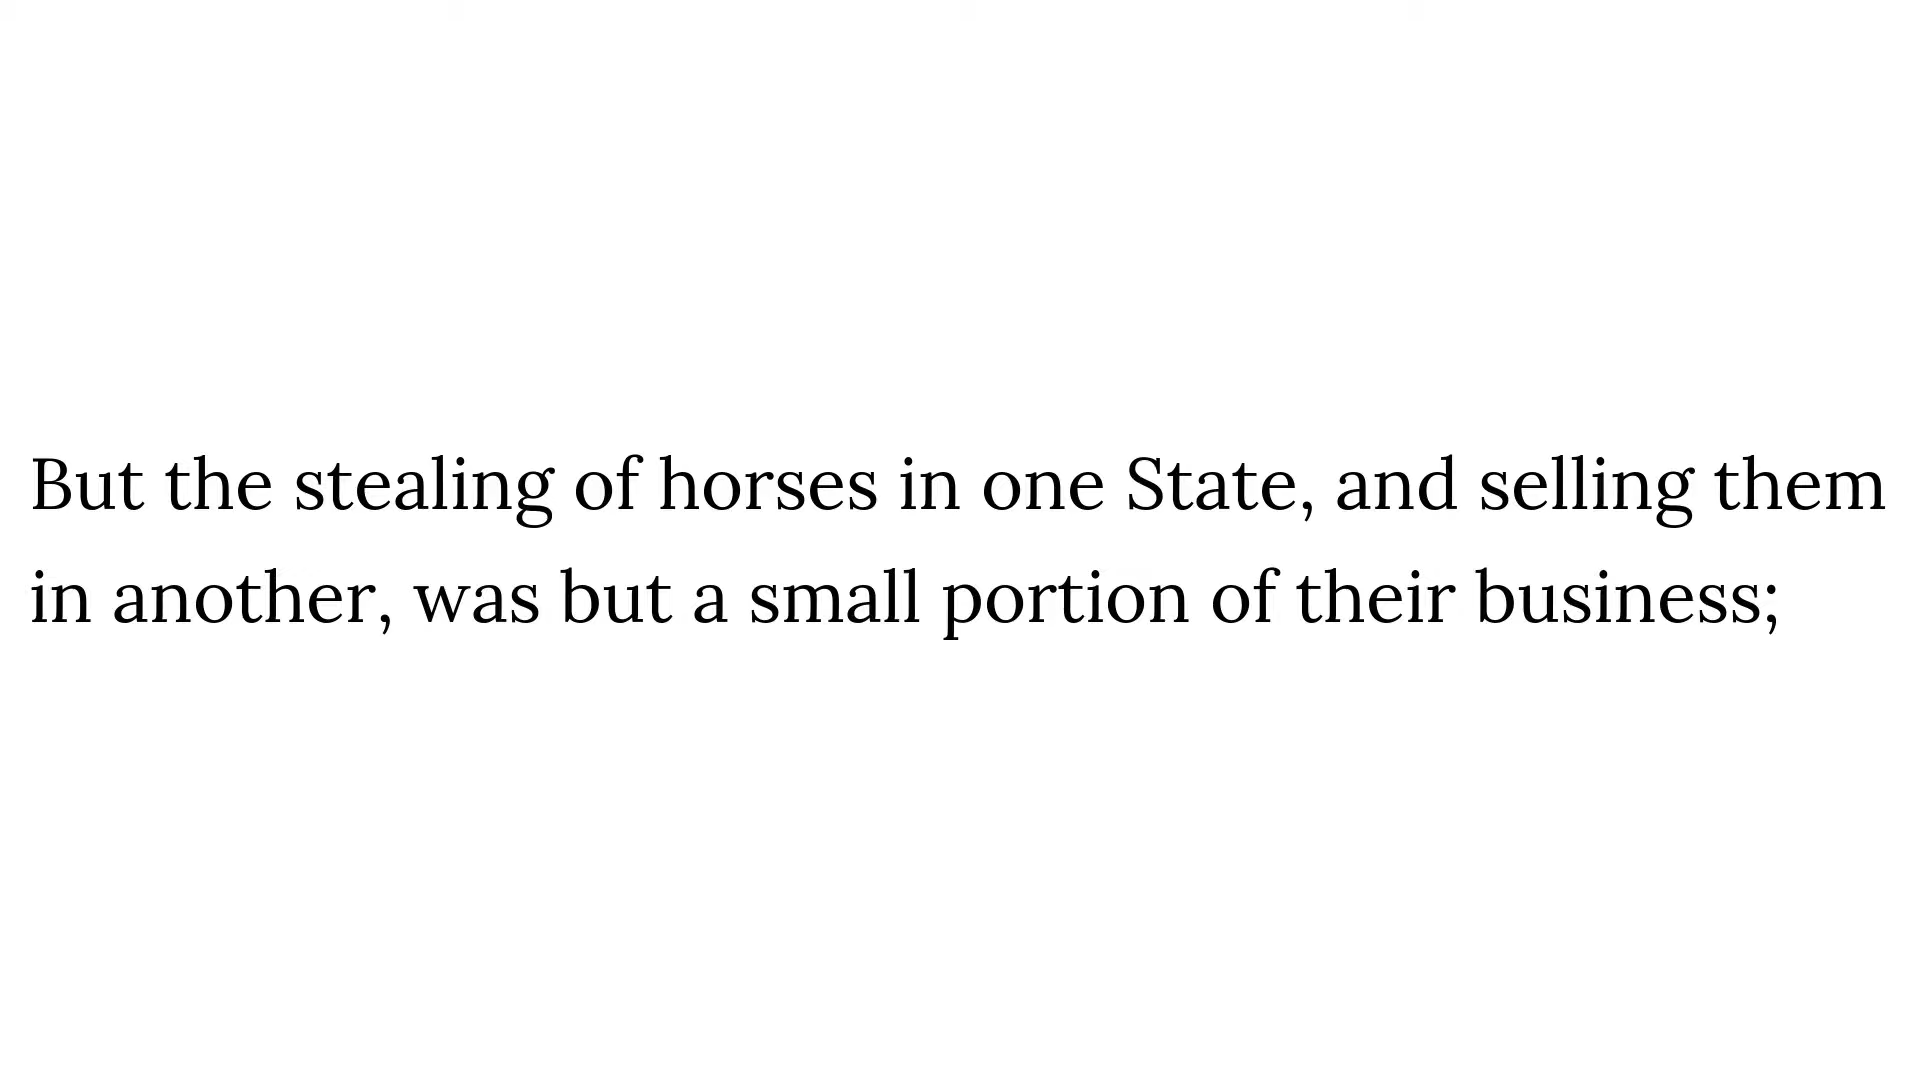 But the stealing of horses in one State, and selling them
in another, was but a small portion of their business;